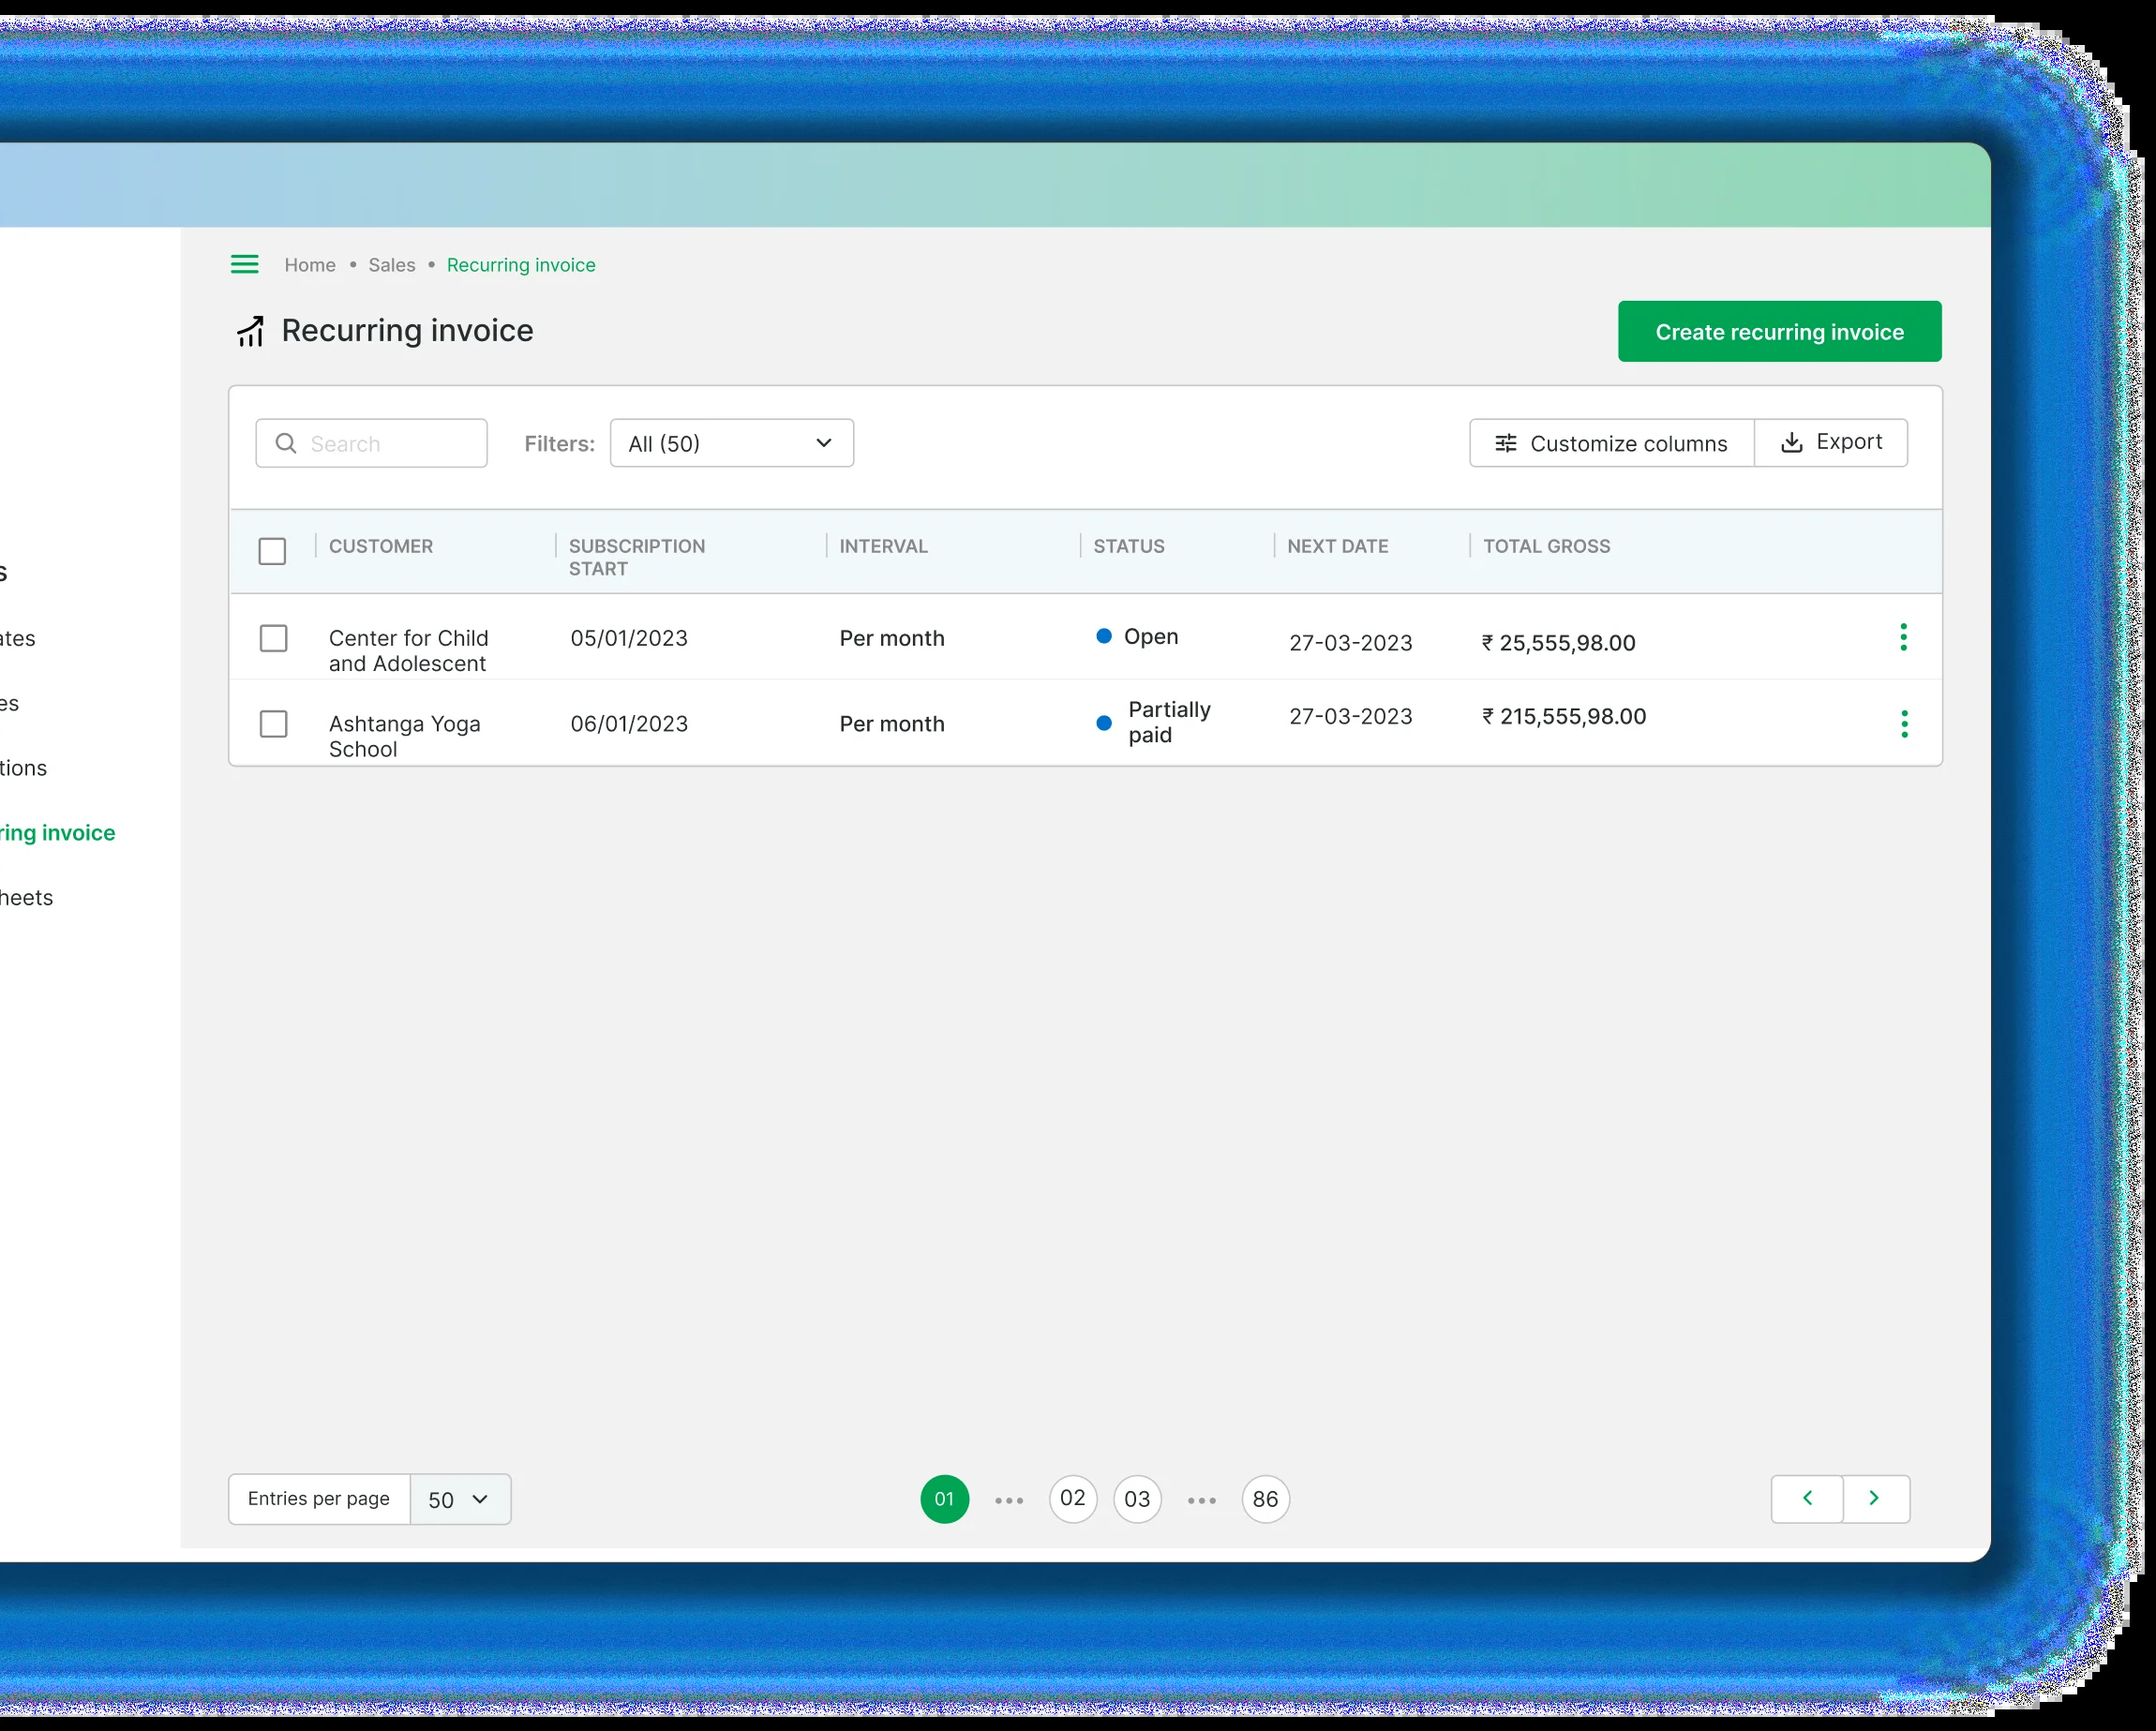 Home • Sales • Recurring invoice
Recurring invoice
Create recurring invoice
Search
Filters:
All (50)
Customize columns
Export
CUSTOMER
SUBSCRIPTION
START
INTERVAL
STATUS
NEXT DATE
TOTAL GROSS
Center for Child
and Adolescent
05/01/2023
Per month
Open
27-03-2023
₹ 25,555,98.00
Ashtanga Yoga
School
06/01/2023
Per month
Partially
paid
27-03-2023
₹ 215,555,98.00
s
ates
es
tions
ring invoice
heets
Entries per page
50
01 ••• 02 03 ••• 86